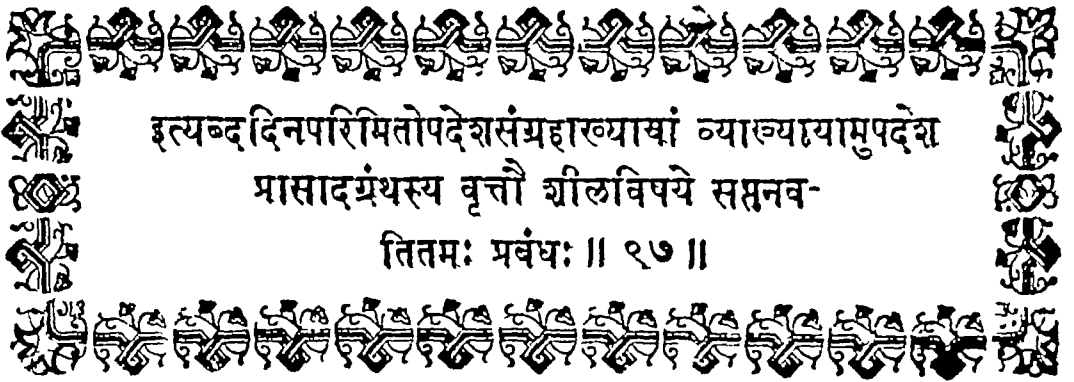 इत्यब्ददिनपरिमितोपदेशसंग्रहाख्यायां व्याख्यायामुपदेश
प्रासादग्रंथस्य वृत्तौ शीलविषये सप्तनव-
तितमः प्रबंधः ॥ ९७ ॥